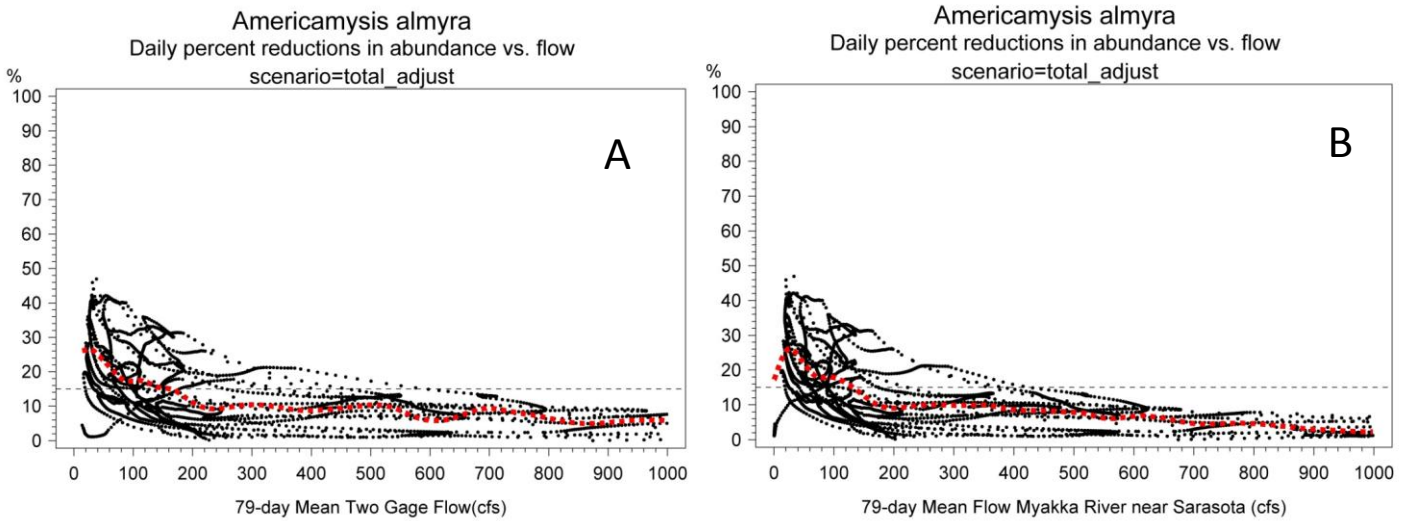 Americamysis almyra
Daily percent reductions in abundance vs. flow
scenario=total_adjust
%
100
90
80
70
60
50
40
30
20
10
0
A
0 100 200 300 400 500 600 700 800 900 1000
79-day Mean Two Gage Flow(cfs)
Americamysis almyra
Daily percent reductions in abundance vs. flow
scenario=total_adjust
%
100
90
80
70
60
50
40
30
20
10
0
B
0 100 200 300 400 500 600 700 800 900 1000
79-day Mean Flow Myakka River near Sarasota (cfs)